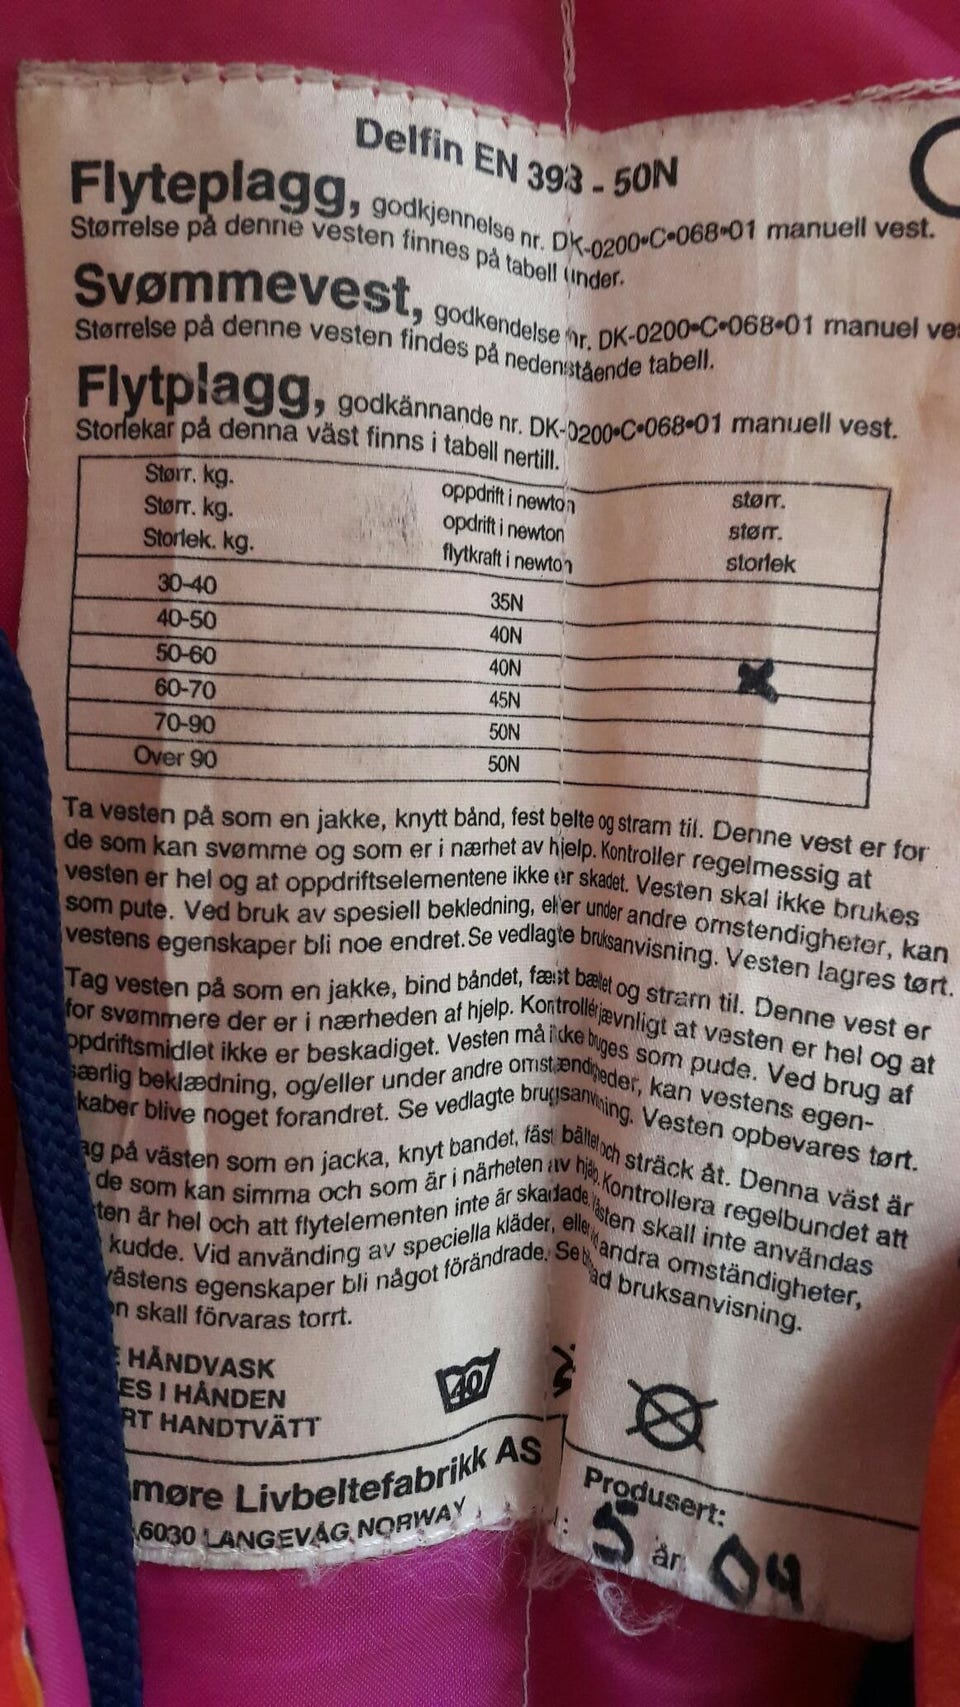 Delfin EN 393 - 50N
Flyteplagg, godkjennelse nr. DK-0200•C•068•01 manuell vest.
Størrelse på denne vesten finnes på tabell under.
Svømmevest, godkendelse nr. DK-0200•C•068•01 manuel
Størrelse på denne vesten findes på nedenstående tabell.
Flytplagg, godkännande nr. DK-0200•C•068•01 manuell vest.
Storlekar på denna väst finns i tabell nertill.
Størr. kg. oppdrift i newton størr.
Størr. kg. opdrift i newton størr.
Storlek. kg. flytkraft i newton storlek
30-40 35N
40-50 40N
50-60 40N
60-70 45N x
70-90 50N
Over 90 50N
Ta vesten på som en jakke, knytt bånd, fest belte og stram til. Denne vest er for
de som kan svømme og som er i nærhet av hjelp. Kontroller regelmessig at
vesten er hel og at oppdriftselementene ikke er skadet. Vesten skal ikke brukes
som pute. Ved bruk av spesiell bekledning, eller under andre omstendigheter, kan
vestens egenskaper bli noe endret. Se vedlagte bruksanvisning. Vesten lagres tørt.
Tag vesten på som en jakke, bind båndet, fæst bæltet og stram til. Denne vest er
for svømmere der er i nærheden af hjelp. Kontrollér jævnligt at vesten er hel og at
opdriftsmidlet ikke er beskadiget. Vesten må ikke bruges som pude. Ved brug af
særlig beklædning, og/eller under andre omstændigheder, kan vestens egen-
skaber blive noget forandret. Se vedlagte brugsanvisning. Vesten opbevares tørt.
på västen som en jacka, knyt bandet, fäst bältet och sträck åt. Denna väst är
de som kan simma och som är i närheten av hjälp. Kontrollera regelbundet att
är hel och att flytelementen inte är skadade. Västen skall inte användas
kudde. Vid använding av speciella kläder, eller andra omständigheter,
västens egenskaper bli något förändrade. Se bruksanvisning.
skall förvaras torrt.
HÅNDVASK
I HÅNDEN
HANDTVÄTT
40
Livbeltefabrikk AS
6030 LANGEVÅG, NORWAY
Produsert:
5 år 04